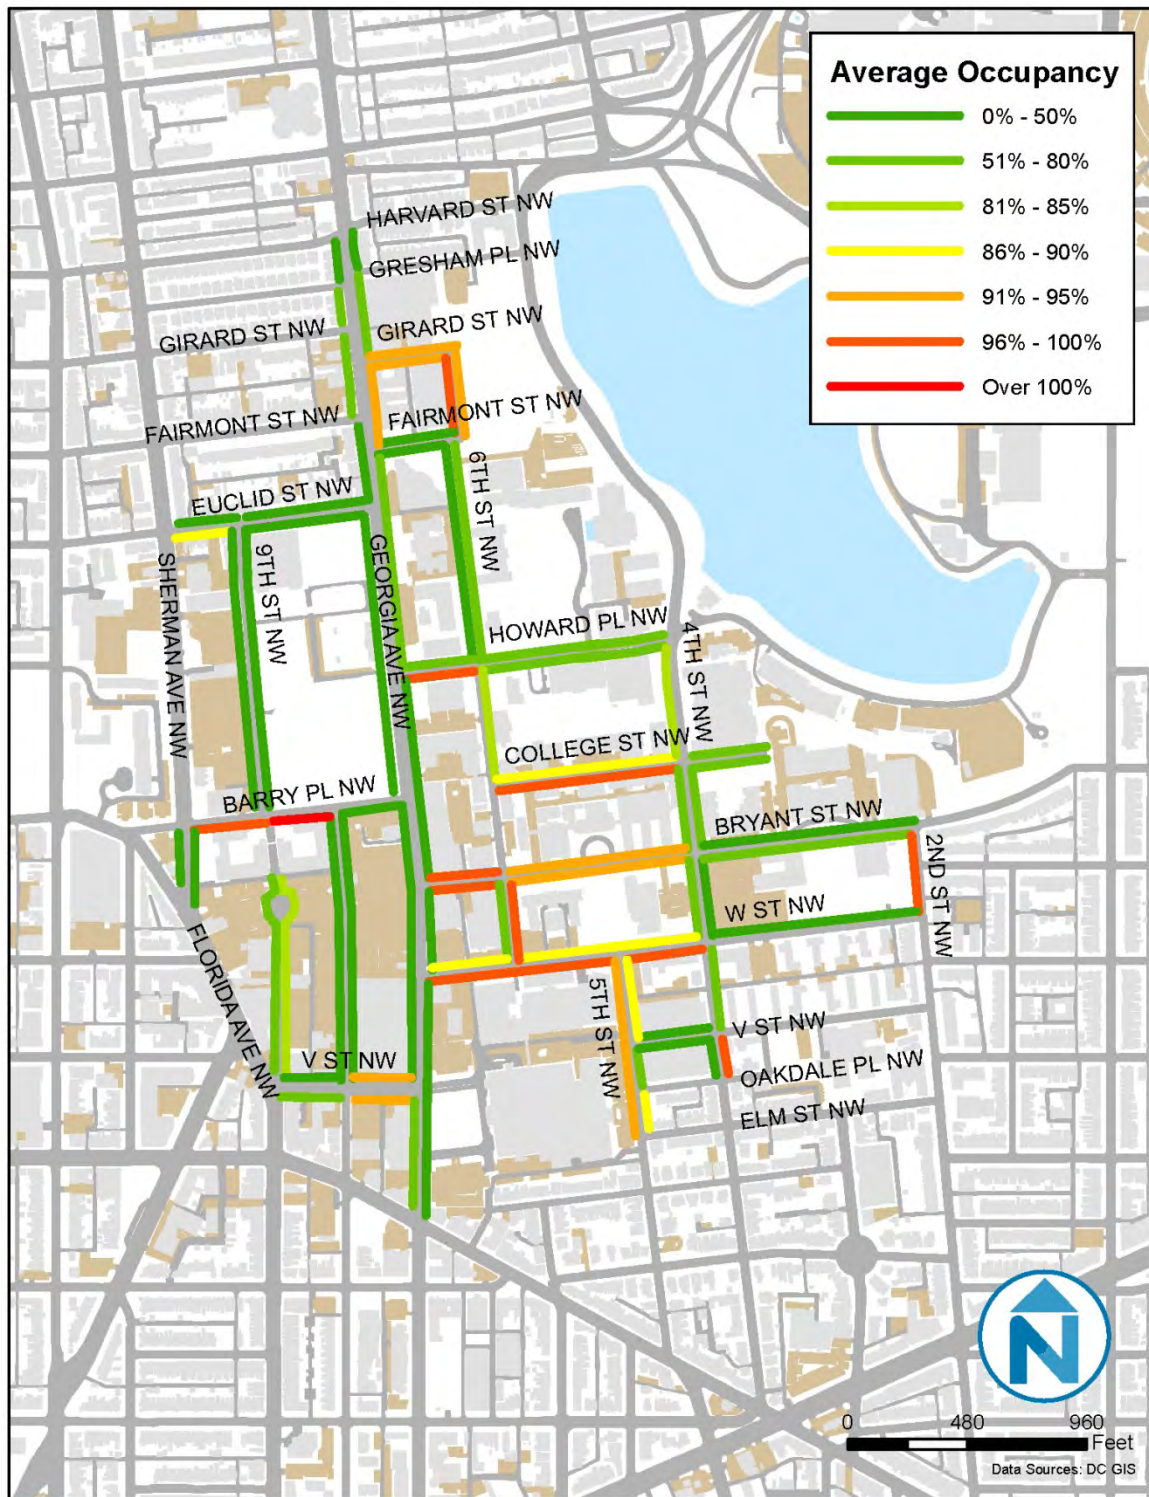 Average Occupancy
0% - 50%
51% - 80%
81% - 85%
86% - 90%
91% - 95%
96% - 100%
Over 100%
HARVARD ST NW
GRESHAM PL NW
GIRARD ST NW
GIRARD ST NW
FAIRMONT ST NW
FAIRMONT ST NW
6TH ST NW
EUCLID ST NW
9TH ST NW
GEORGIA AVE NW
SHERMAN AVE NW
HOWARD PL NW
4TH ST NW
COLLEGE ST NW
BARRY PL NW
BRYANT ST NW
2ND ST NW
W ST NW
FLORIDA AVE NW
5TH ST NW
V ST NW
V ST NW
OAKDALE PL NW
ELM ST NW
N
0 480 960
Feet
Data Sources: DC GIS